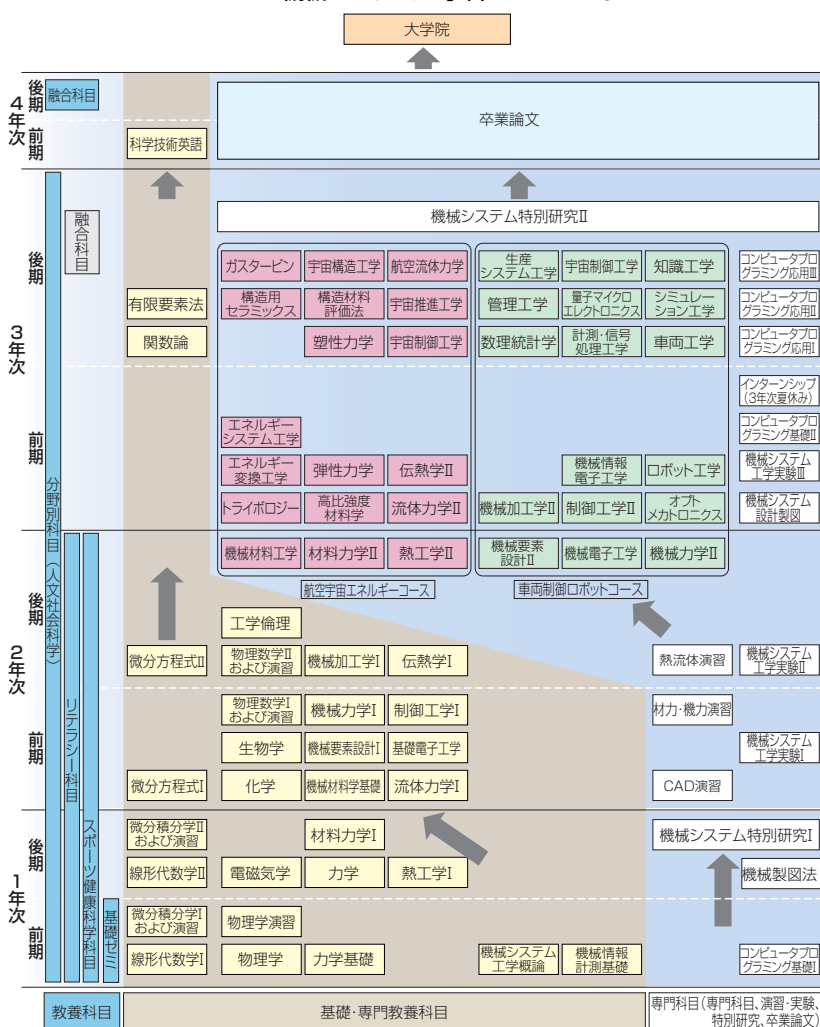 大学院
4年次
後期
前期
融合科目
卒業論文
科学技術英語
3年次
後期
前期
融合科目
機械システム特別研究II
ガスタービン
宇宙構造工学
航空流体力学
生産
システム工学
宇宙制御工学
知識工学
コンピュータプロ
グラミング応用III
有限要素法
構造用
セラミックス
構造材料
評価法
宇宙推進工学
管理工学
量子マイクロ
エレクトロニクス
シミュレー
ション工学
コンピュータプロ
グラミング応用II
関数論
塑性力学
宇宙制御工学
数理統計学
計測・信号
処理工学
車両工学
コンピュータプロ
グラミング応用I
インターンシップ
(3年次夏休み)
エネルギー
システム工学
コンピュータプロ
グラミング基礎II
エネルギー
変換工学
弾性力学
伝熱学II
機械情報
電子工学
ロボット工学
機械システム
工学実験III
トライボロジー
高比強度
材料学
流体力学II
機械加工学II
制御工学II
オプト
メカトロニクス
機械システム
設計製図
分野別科目(人文社会科学)
2年次
後期
前期
機械材料工学
材料力学II
熱工学II
機械要素
設計II
機械電子工学
機械力学II
航空宇宙エネルギーコース
車両制御ロボットコース
工学倫理
微分方程式II
物理数学II
および演習
機械加工学I
伝熱学I
熱流体演習
機械システム
工学実験II
リテラシー科目
物理数学I
および演習
機械力学I
制御工学I
材力・機力演習
生物学
機械要素設計I
基礎電子工学
機械システム
工学実験I
微分方程式I
化学
機械材料学基礎
流体力学I
CAD演習
1年次
後期
前期
スポーツ健康科学科目
微分積分学II
および演習
材料力学I
機械システム特別研究I
線形代数学II
電磁気学
力学
熱工学I
機械製図法
基礎ゼミ
微分積分学I
および演習
物理学演習
線形代数学I
物理学
力学基礎
機械システム
工学概論
機械情報
計測基礎
コンピュータプロ
グラミング基礎I
教養科目
基礎・専門教養科目
専門科目(専門科目、演習・実験、
特別研究、卒業論文)